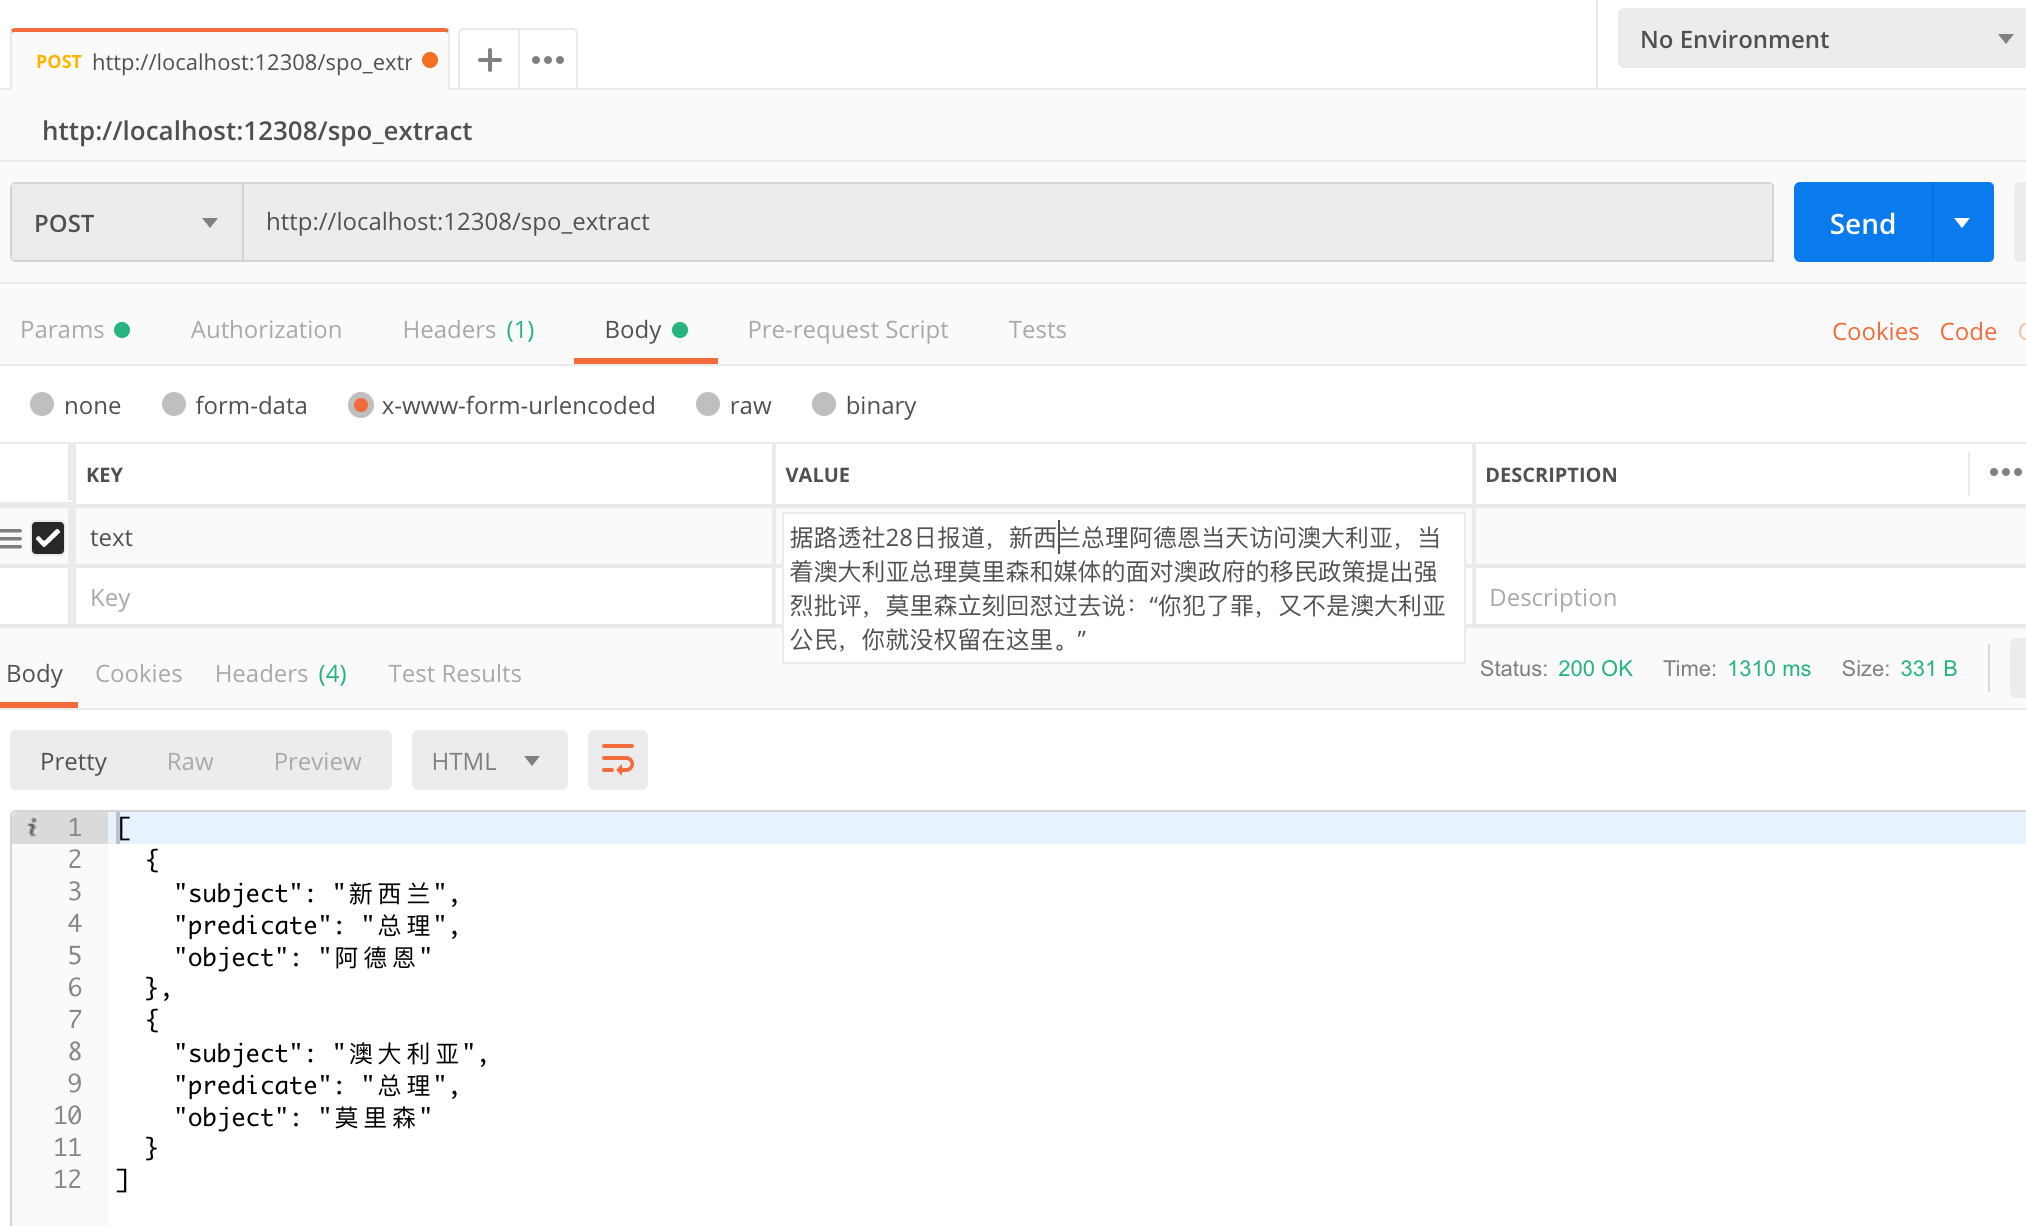 POST http://localhost:12308/spo_extr
No Environment
http://localhost:12308/spo_extract
POST http://localhost:12308/spo_extract Send
Params Authorization Headers (1) Body Pre-request Script Tests Cookies Code
none form-data x-www-form-urlencoded raw binary
KEY VALUE DESCRIPTION
text
据路透社28日报道，新西兰总理阿德恩当天访问澳大利亚，当
着澳大利亚总理莫里森和媒体的面对澳政府的移民政策提出强
烈批评，莫里森立刻回怼过去说：“你犯了罪，又不是澳大利亚
公民，你就没权留在这里。”
Key Description
Body Cookies Headers (4) Test Results Status: 200 OK Time: 1310 ms Size: 331 B
Pretty Raw Preview HTML
i 1 [
2 {
3 "subject": "新西兰",
4 "predicate": "总理",
5 "object": "阿德恩"
6 },
7 {
8 "subject": "澳大利亚",
9 "predicate": "总理",
10 "object": "莫里森"
11 }
12 ]